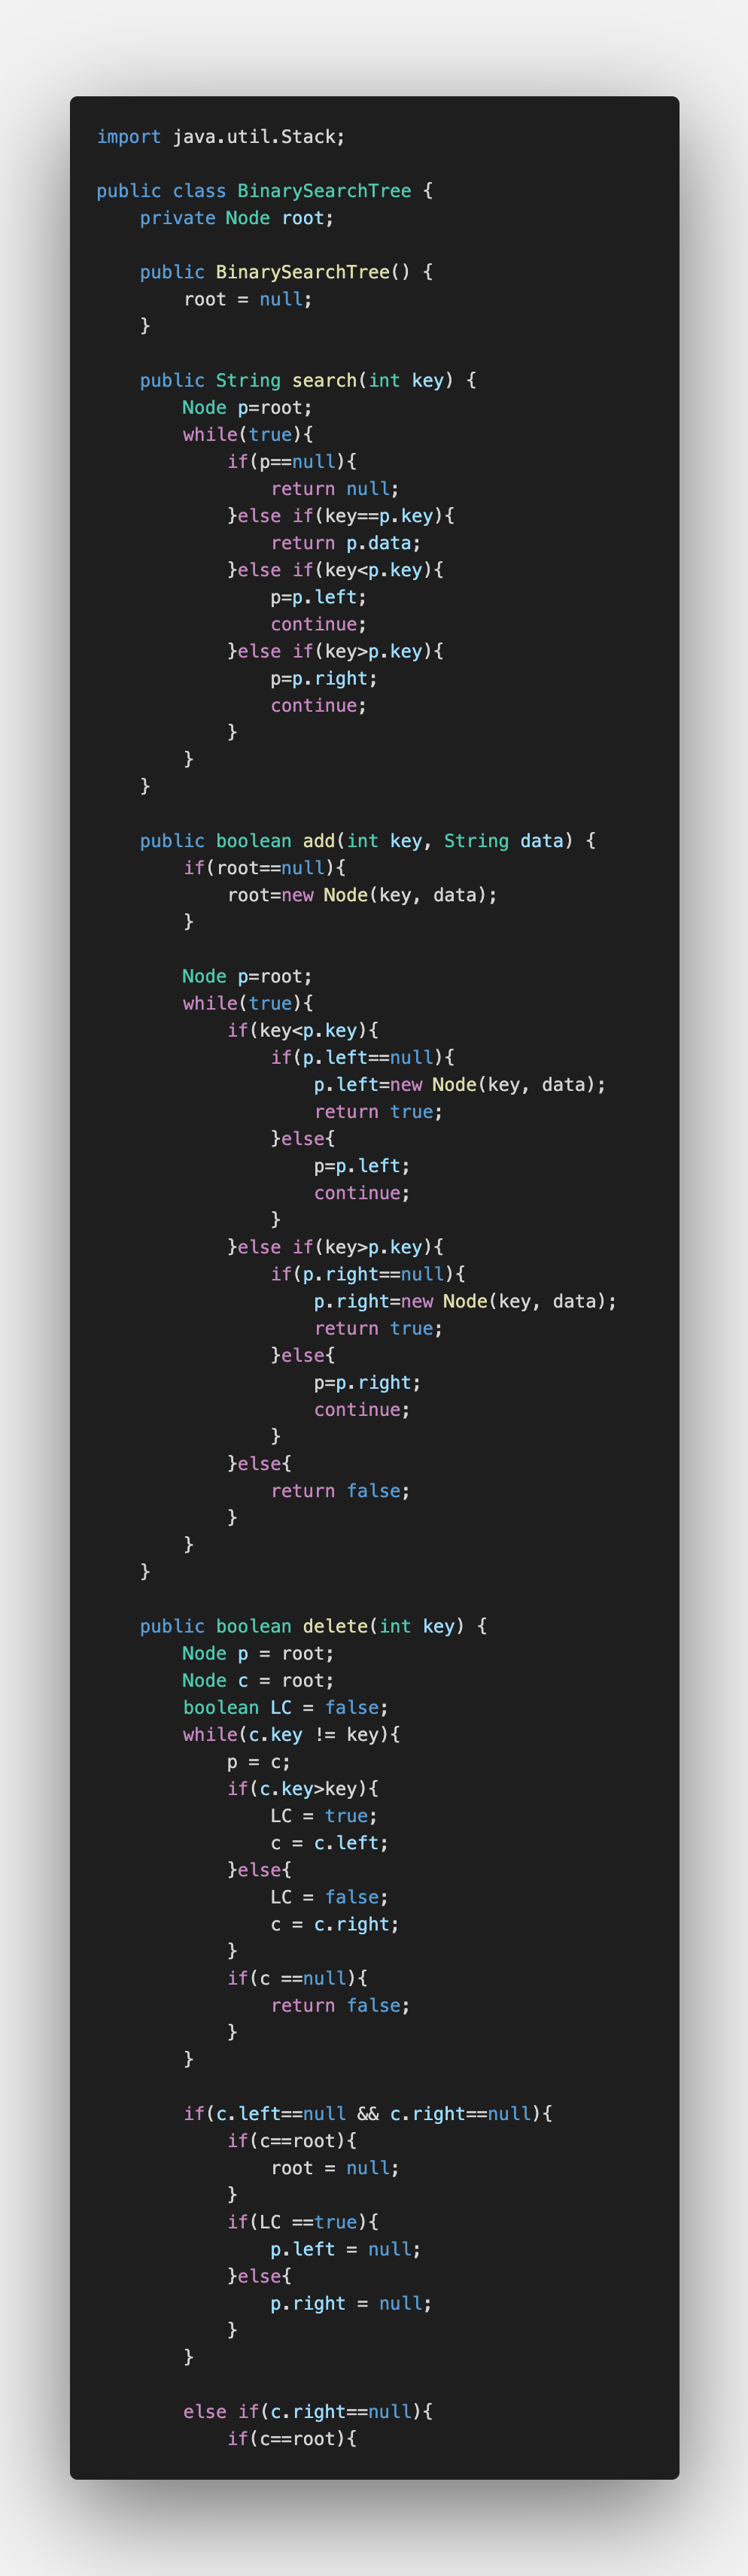 import java.util.Stack;

public class BinarySearchTree {
    private Node root;

    public BinarySearchTree() {
        root = null;
    }

    public String search(int key) {
        Node p=root;
        while(true){
            if(p==null){
                return null;
            }else if(key==p.key){
                return p.data;
            }else if(key<p.key){
                p=p.left;
                continue;
            }else if(key>p.key){
                p=p.right;
                continue;
            }
        }
    }

    public boolean add(int key, String data) {
        if(root==null){
            root=new Node(key, data);
        }

        Node p=root;
        while(true){
            if(key<p.key){
                if(p.left==null){
                    p.left=new Node(key, data);
                    return true;
                }else{
                    p=p.left;
                    continue;
                }
            }else if(key>p.key){
                if(p.right==null){
                    p.right=new Node(key, data);
                    return true;
                }else{
                    p=p.right;
                    continue;
                }
            }else{
                return false;
            }
        }
    }

    public boolean delete(int key) {
        Node p = root;
        Node c = root;
        boolean LC = false;
        while(c.key != key){
            p = c;
            if(c.key>key){
                LC = true;
                c = c.left;
            }else{
                LC = false;
                c = c.right;
            }
            if(c ==null){
                return false;
            }
        }

        if(c.left==null && c.right==null){
            if(c==root){
                root = null;
            }
            if(LC ==true){
                p.left = null;
            }else{
                p.right = null;
            }
        }

        else if(c.right==null){
            if(c==root){